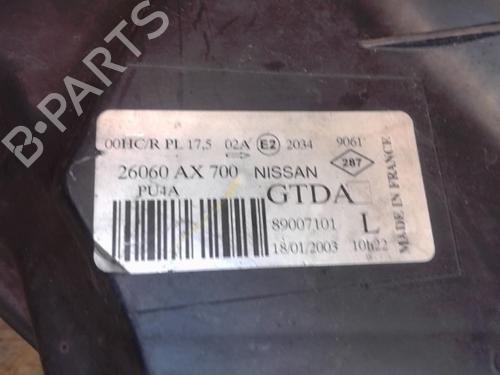 B-PARTS
00HC/R PL 17,5 02A E2 2034 9061
287
26060 AX 700 NISSAN
PU4A
GTDA
89007101 L
18/01/2003 10h22
MADE IN FRANCE